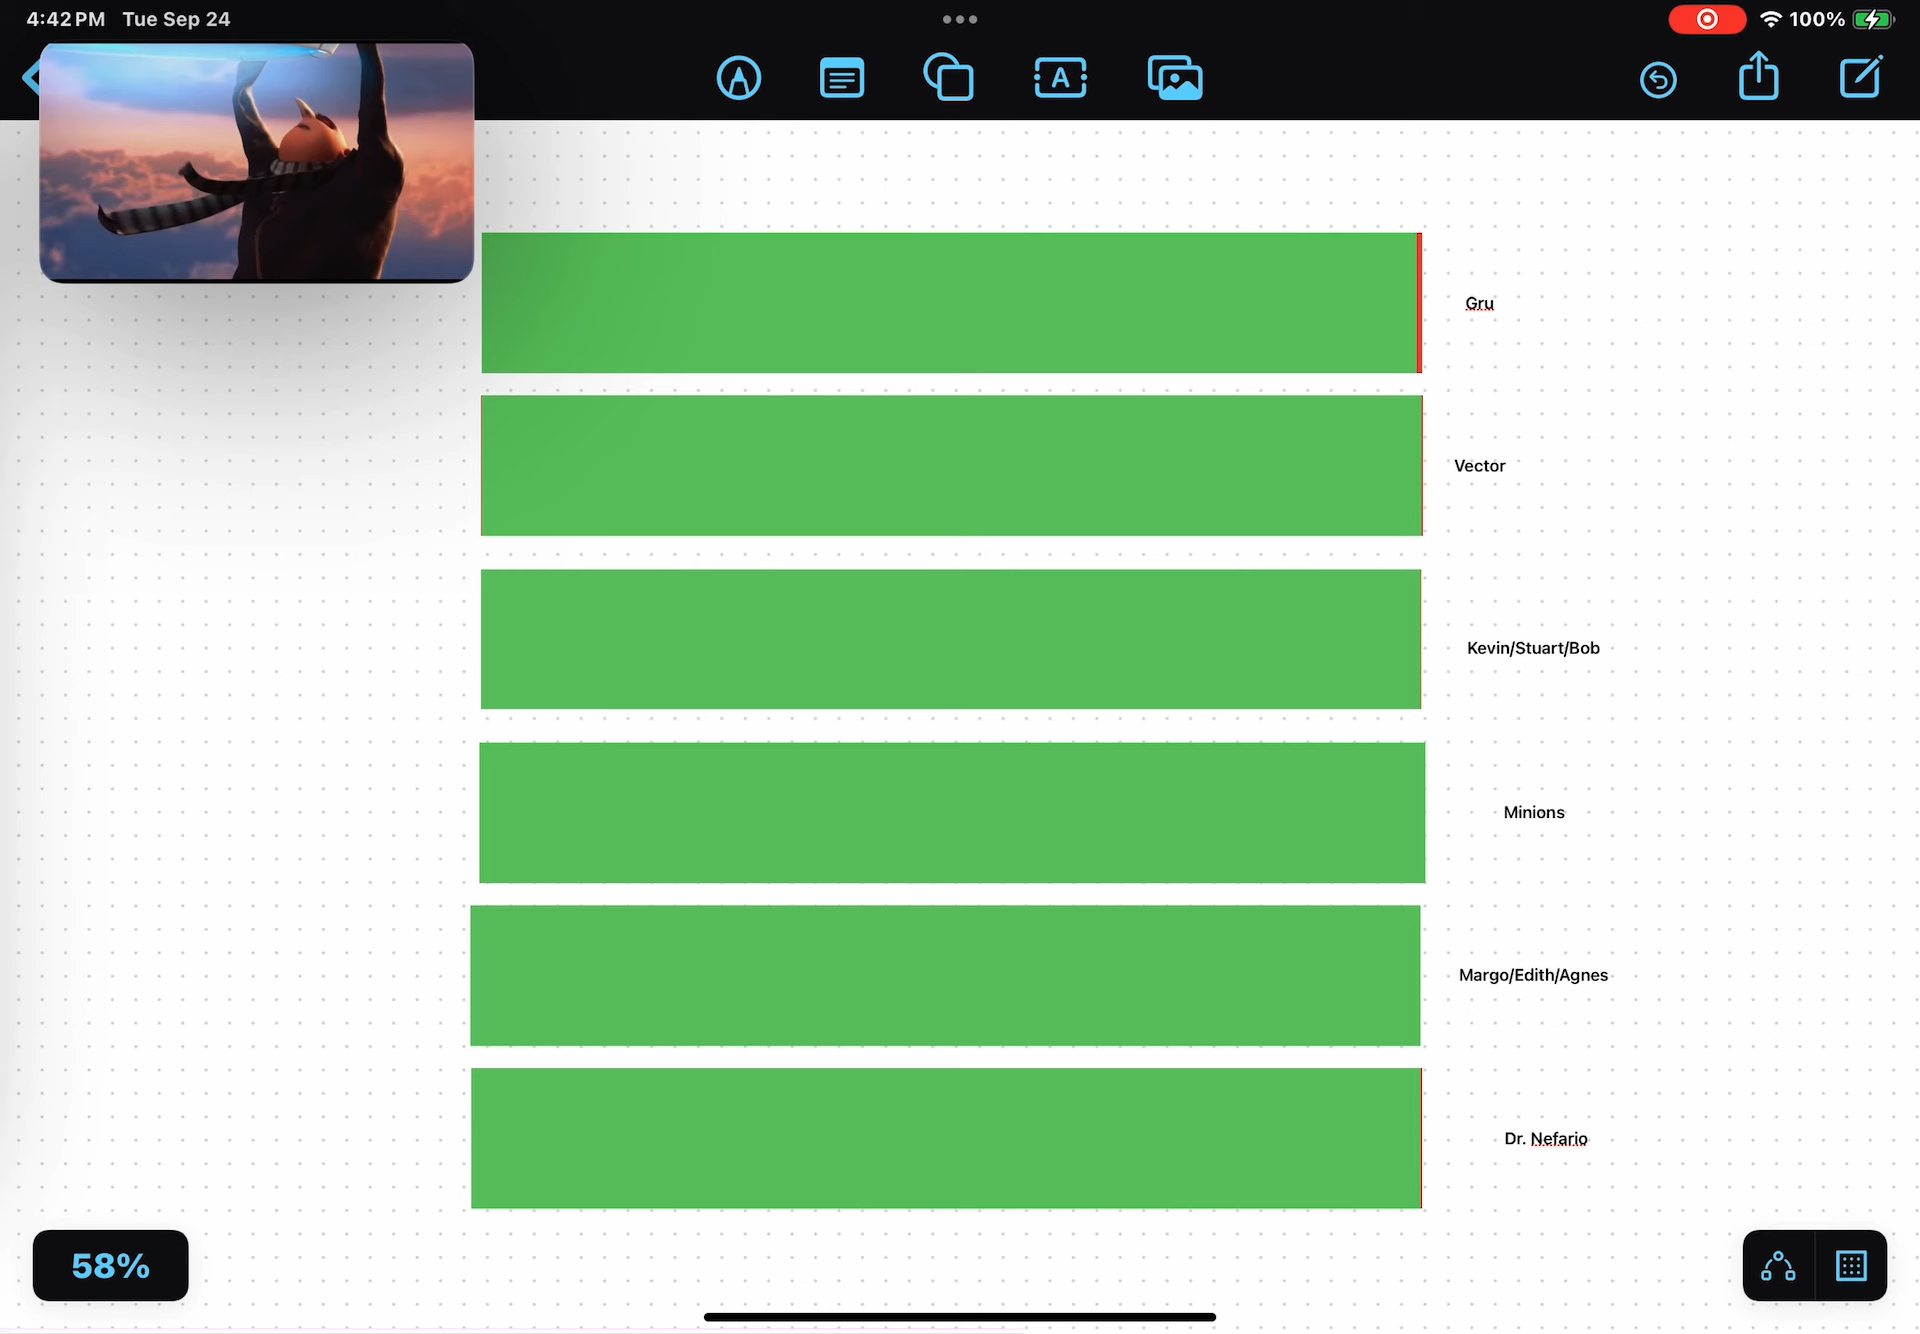 4:42 PM Tue Sep 24
100%
A
Gru
Vector
Kevin/Stuart/Bob
Minions
Margo/Edith/Agnes
Dr. Nefario
58%